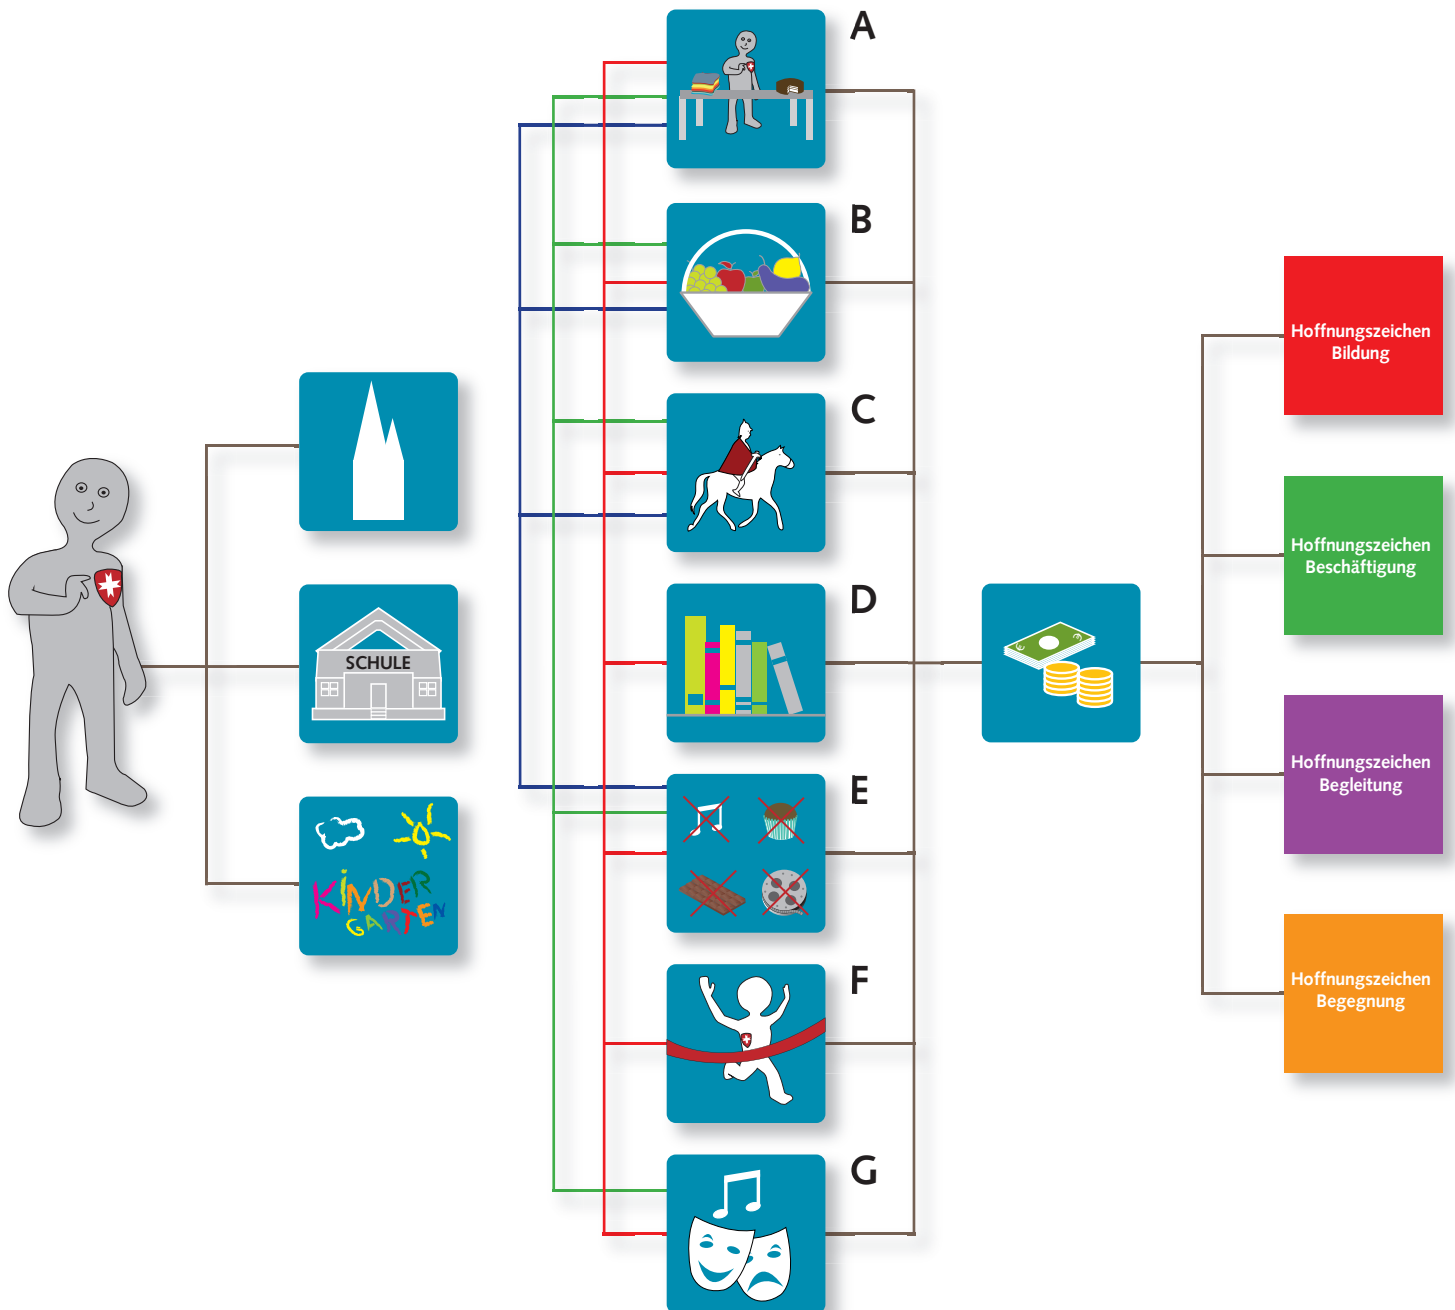 A
B
C
D
E
F
G
SCHULE
KINDER
GARTEN
Hoffnungszeichen
Bildung
Hoffnungszeichen
Beschäftigung
Hoffnungszeichen
Begleitung
Hoffnungszeichen
Begegnung